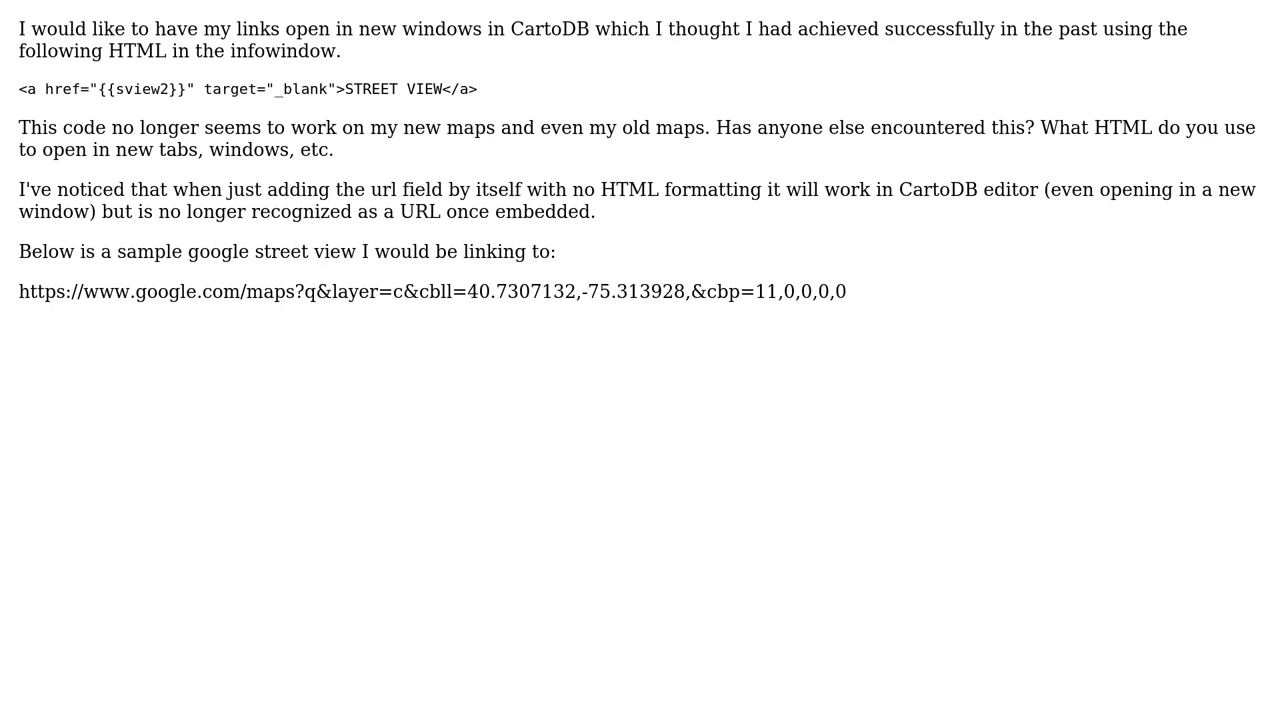 I would like to have my links open in new windows in CartoDB which I thought I had achieved successfully in the past using the
following HTML in the infowindow.
<a href="{{sview2}}" target="_blank">STREET VIEW</a>
This code no longer seems to work on my new maps and even my old maps. Has anyone else encountered this? What HTML do you use
to open in new tabs, windows, etc.
I've noticed that when just adding the url field by itself with no HTML formatting it will work in CartoDB editor (even opening in a new
window) but is no longer recognized as a URL once embedded.
Below is a sample google street view I would be linking to:
https://www.google.com/maps?q&layer=c&cbll=40.7307132,-75.313928,&cbp=11,0,0,0,0